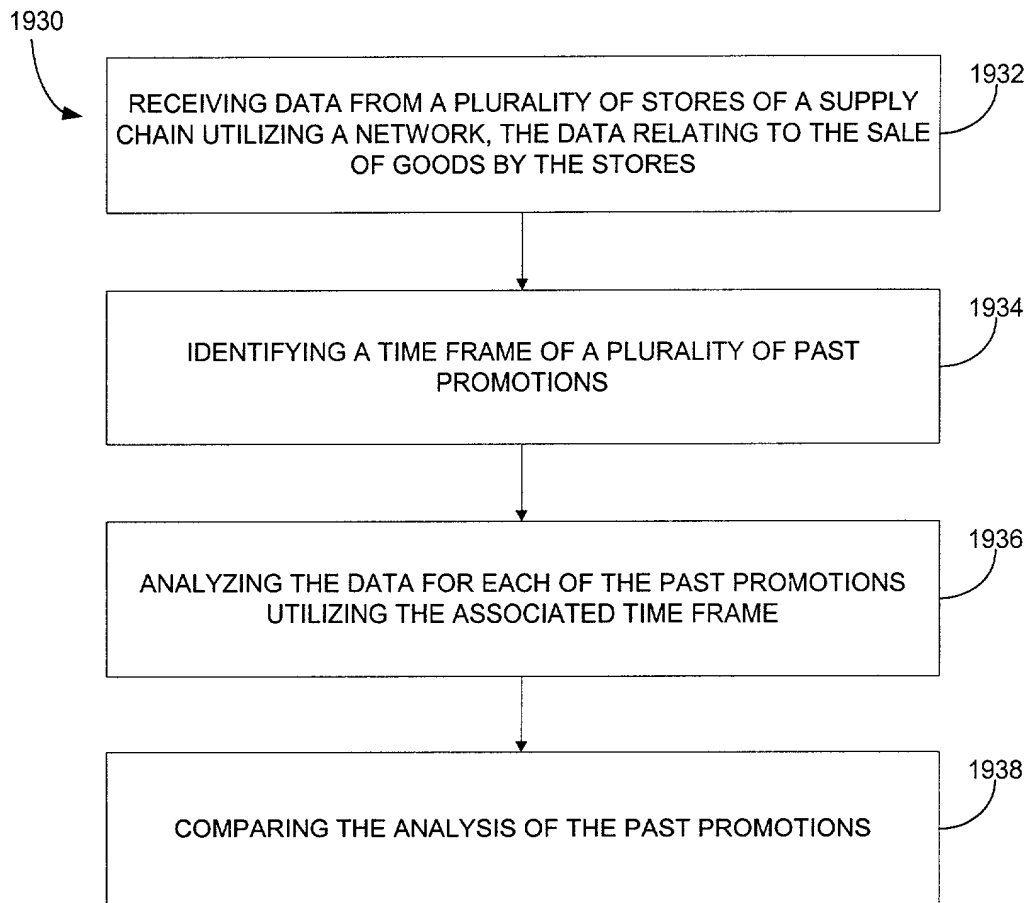 1930
1932
RECEIVING DATA FROM A PLURALITY OF STORES OF A SUPPLY
CHAIN UTILIZING A NETWORK, THE DATA RELATING TO THE SALE
OF GOODS BY THE STORES
1934
IDENTIFYING A TIME FRAME OF A PLURALITY OF PAST
PROMOTIONS
1936
ANALYZING THE DATA FOR EACH OF THE PAST PROMOTIONS
UTILIZING THE ASSOCIATED TIME FRAME
1938
COMPARING THE ANALYSIS OF THE PAST PROMOTIONS